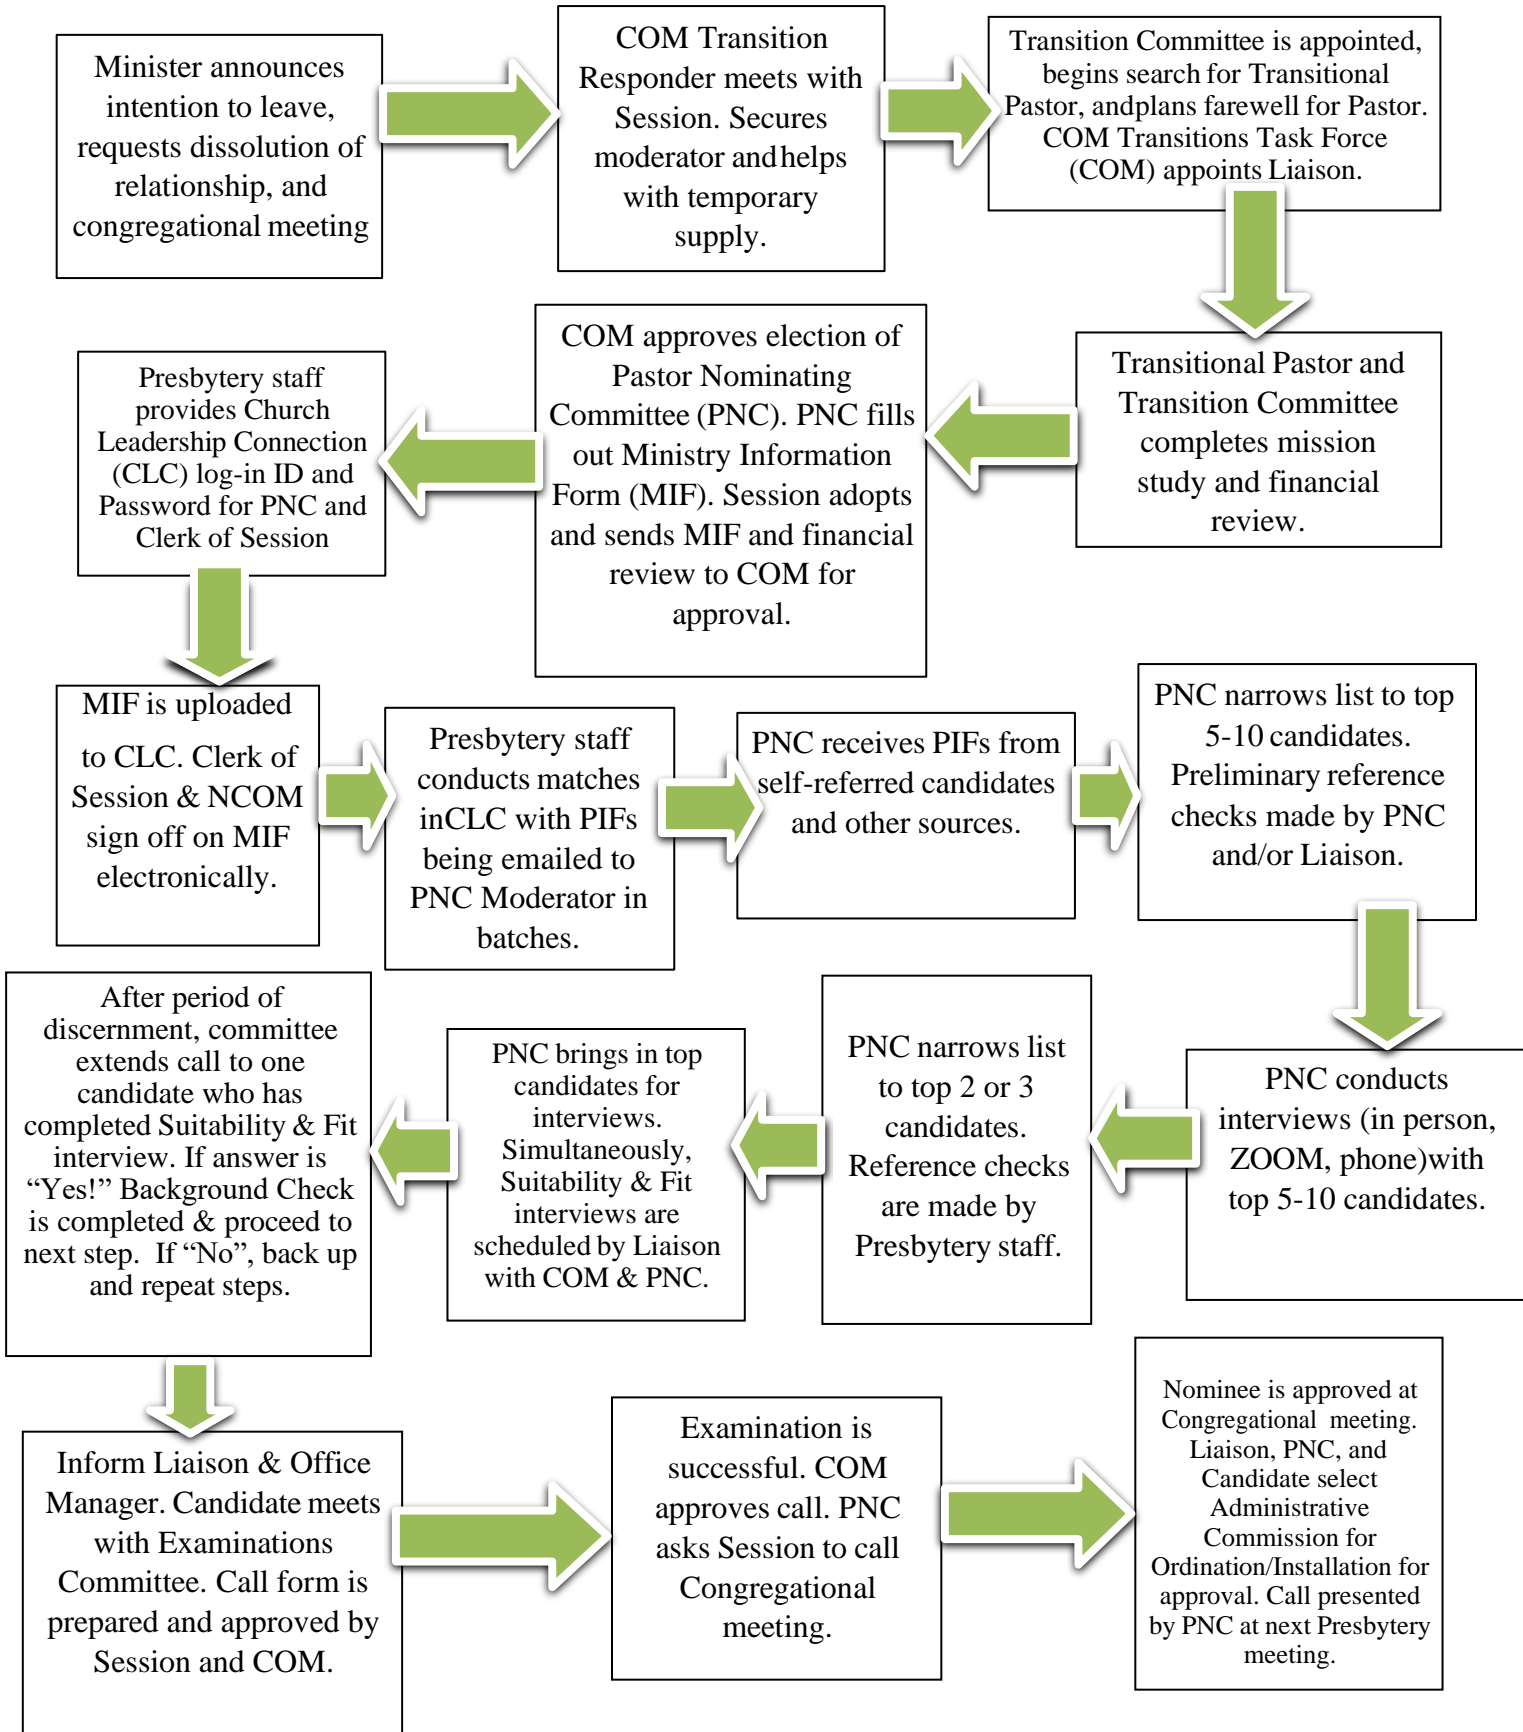 Minister announces
intention to leave,
requests dissolution of
relationship, and
congregational meeting
COM Transition
Responder meets with
Session. Secures
moderator and helps
with temporary
supply.
Transition Committee is appointed,
begins search for Transitional
Pastor, andplans farewell for Pastor.
COM Transitions Task Force
(COM) appoints Liaison.
Transitional Pastor and
Transition Committee
completes mission
study and financial
review.
COM approves election of
Pastor Nominating
Committee (PNC). PNC fills
out Ministry Information
Form (MIF). Session adopts
and sends MIF and financial
review to COM for
approval.
Presbytery staff
provides Church
Leadership Connection
(CLC) log-in ID and
Password for PNC and
Clerk of Session
MIF is uploaded
to CLC. Clerk of
Session & NCOM
sign off on MIF
electronically.
Presbytery staff
conducts matches
inCLC with PIFs
being emailed to
PNC Moderator in
batches.
PNC receives PIFs from
self-referred candidates
and other sources.
PNC narrows list to top
5-10 candidates.
Preliminary reference
checks made by PNC
and/or Liaison.
PNC conducts
interviews (in person,
ZOOM, phone)with
top 5-10 candidates.
PNC narrows list
to top 2 or 3
candidates.
Reference checks
are made by
Presbytery staff.
PNC brings in top
candidates for
interviews.
Simultaneously,
Suitability & Fit
interviews are
scheduled by Liaison
with COM & PNC.
After period of
discernment, committee
extends call to one
candidate who has
completed Suitability & Fit
interview. If answer is
“Yes!” Background Check
is completed & proceed to
next step.  If “No”, back up
and repeat steps.
Inform Liaison & Office
Manager. Candidate meets
with Examinations
Committee. Call form is
prepared and approved by
Session and COM.
Examination is
successful. COM
approves call. PNC
asks Session to call
Congregational
meeting.
Nominee is approved at
Congregational  meeting.
Liaison, PNC, and
Candidate select
Administrative
Commission for
Ordination/Installation for
approval. Call presented
by PNC at next Presbytery
meeting.